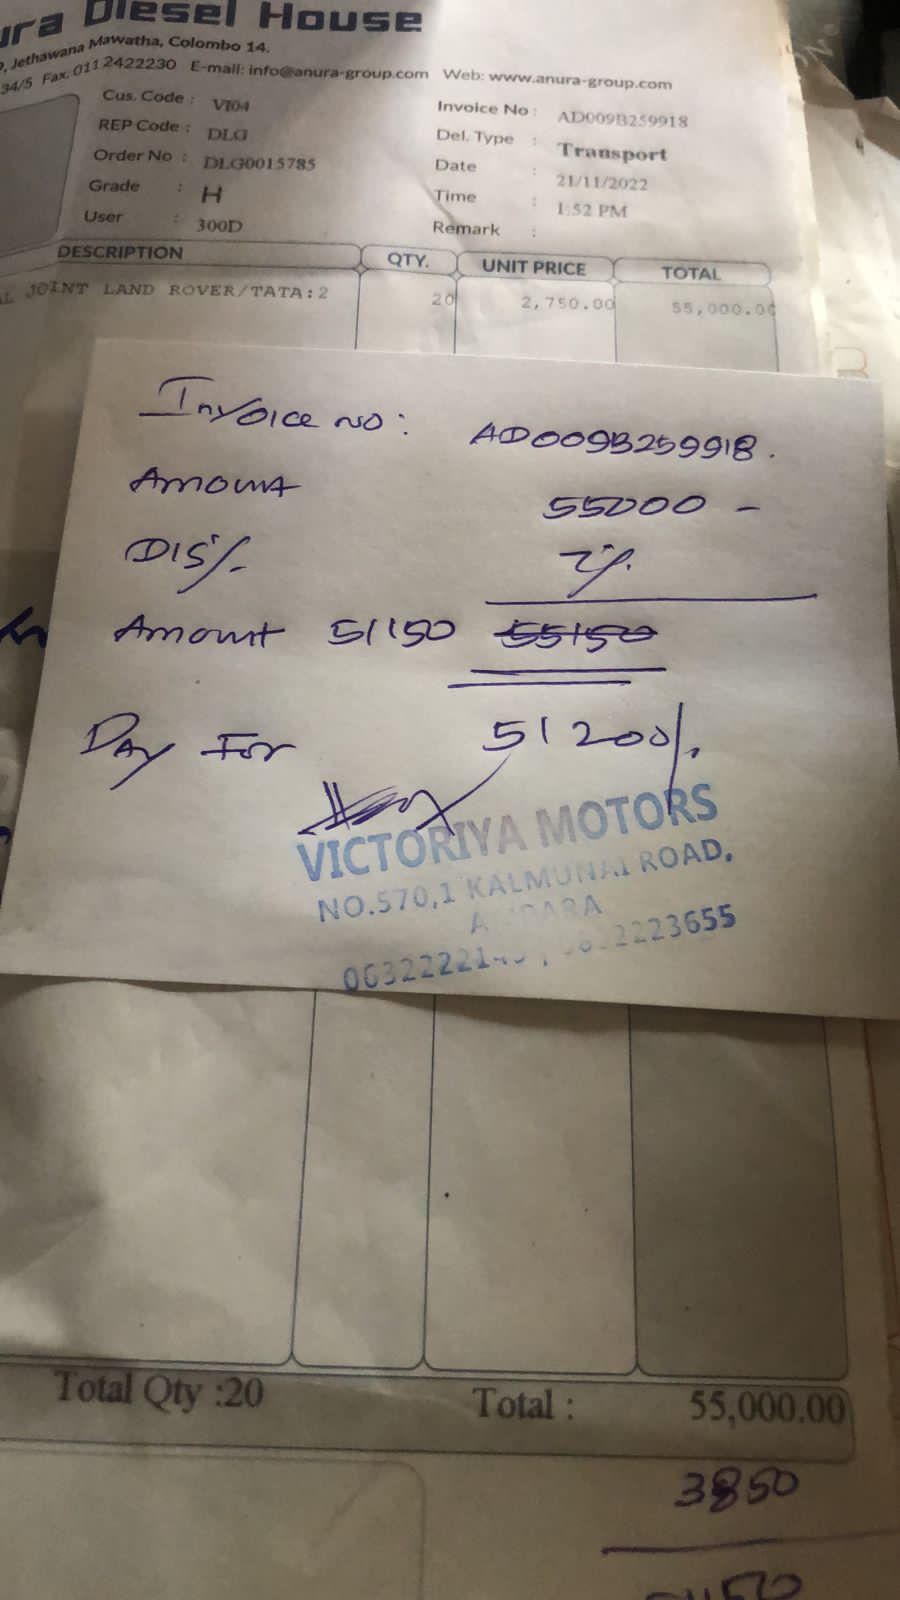 Diesel House
Jethawana Mawatha, Colombo 14.
34/5 Fax. 011 2422230 E-mail: info@anura-group.com Web: www.anura-group.com
Cus. Code : VI04
Invoice No : AD009B259918
REP Code : DLG
Del. Type : Transport
Order No : DLG0015785
Date : 21/11/2022
Grade : H
Time : 1:52 PM
User : 300D
Remark :
DESCRIPTION QTY. UNIT PRICE TOTAL
JOINT LAND ROVER/TATA:2 20 2,750.00 55,000.00
Invoice no: AD009B259918.
Amount 55000 -
DIS%. 7%.
Amount 51150 55150
DAY For 51200/.
VICTORIYA MOTORS
NO.570,1 KALMUNAI ROAD,
2223655
Total Qty :20 Total : 55,000.00
3850